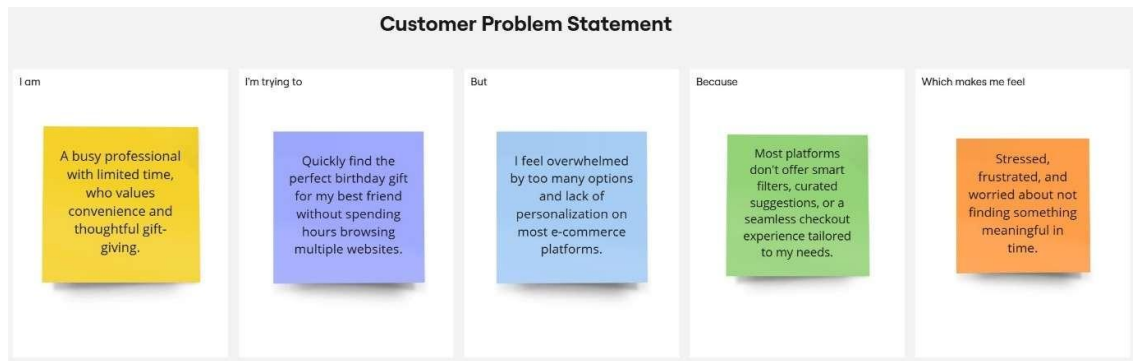 Customer Problem Statement
I am
A busy professional
with limited time,
who values
convenience and
thoughtful gift-
giving.
I'm trying to
Quickly find the
perfect birthday gift
for my best friend
without spending
hours browsing
multiple websites.
But
I feel overwhelmed
by too many options
and lack of
personalization on
most e-commerce
platforms.
Because
Most platforms
don't offer smart
filters, curated
suggestions, or a
seamless checkout
experience tailored
to my needs.
Which makes me feel
Stressed,
frustrated, and
worried about not
finding something
meaningful in
time.